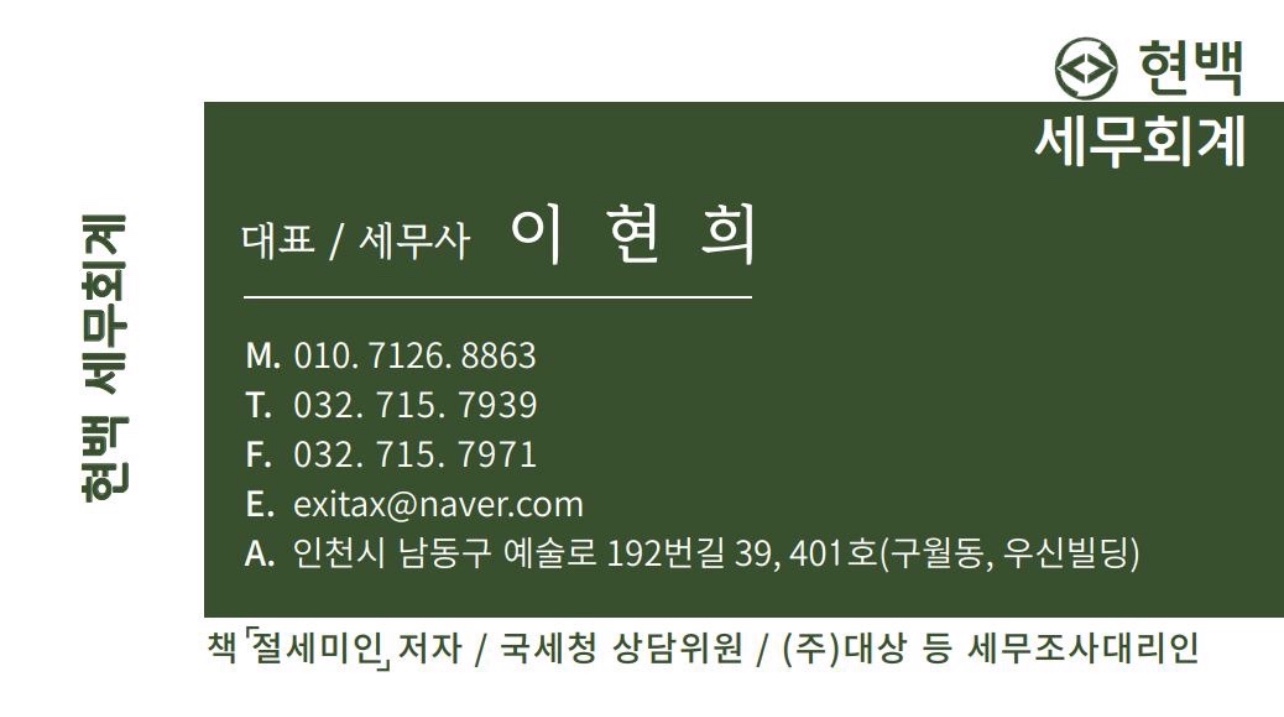 현백
세무회계
현백 세무회계
대표 / 세무사 이 현 희
M. 010. 7126. 8863
T. 032. 715. 7939
F. 032. 715. 7971
E. exitax@naver.com
A. 인천시 남동구 예술로 192번길 39, 401호(구월동, 우신빌딩)
책「절세미인」저자 / 국세청 상담위원 / (주)대상 등 세무조사대리인